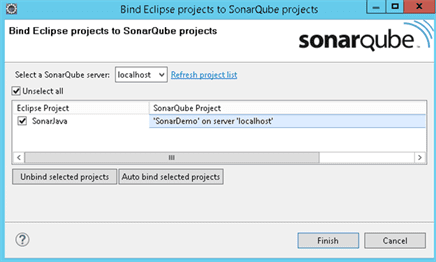 Bind Eclipse projects to SonarQube projects
Bind Eclipse projects to SonarQube projects
sonarqube
Select a SonarQube server: localhost Refresh project list
Unselect all
Eclipse Project SonarQube Project
SonarJava 'SonarDemo' on server 'localhost'
Unbind selected projects Auto bind selected projects
? Finish Cancel